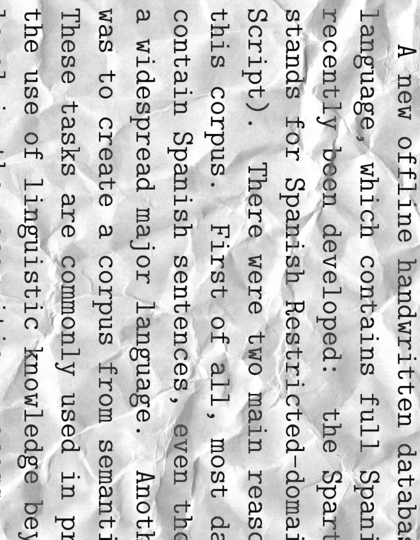 A new offline handwritten databas
language, which contains full Spani
recently been developed: the Spart
stands for Spanish Restricted-domai
Script). There were two main reaso
this corpus. First of all, most da
contain Spanish sentences, even tho
a widespread major language. Anoth
was to create a corpus from semanti
These tasks are commonly used in pr
the use of linguistic knowledge bey